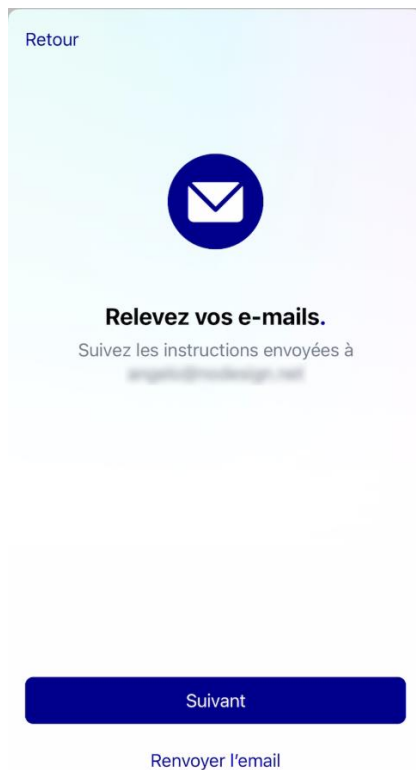 Retour
Relevez vos e-mails.
Suivez les instructions envoyées à
Suivant
Renvoyer l'email